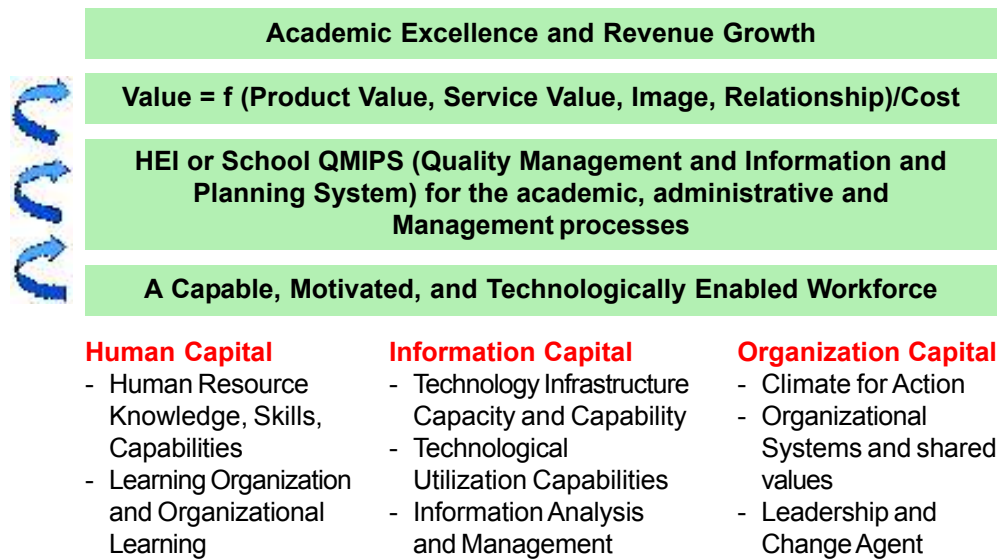 Academic Excellence and Revenue Growth
Value = f (Product Value, Service Value, Image, Relationship)/Cost
HEI or School QMIPS (Quality Management and Information and
Planning System) for the academic, administrative and
Management processes
A Capable, Motivated, and Technologically Enabled Workforce
Human Capital
- Human Resource
Knowledge, Skills,
Capabilities
- Learning Organization
and Organizational
Learning
Information Capital
- Technology Infrastructure
Capacity and Capability
- Technological
Utilization Capabilities
- Information Analysis
and Management
Organization Capital
- Climate for Action
- Organizational
Systems and shared
values
- Leadership and
Change Agent